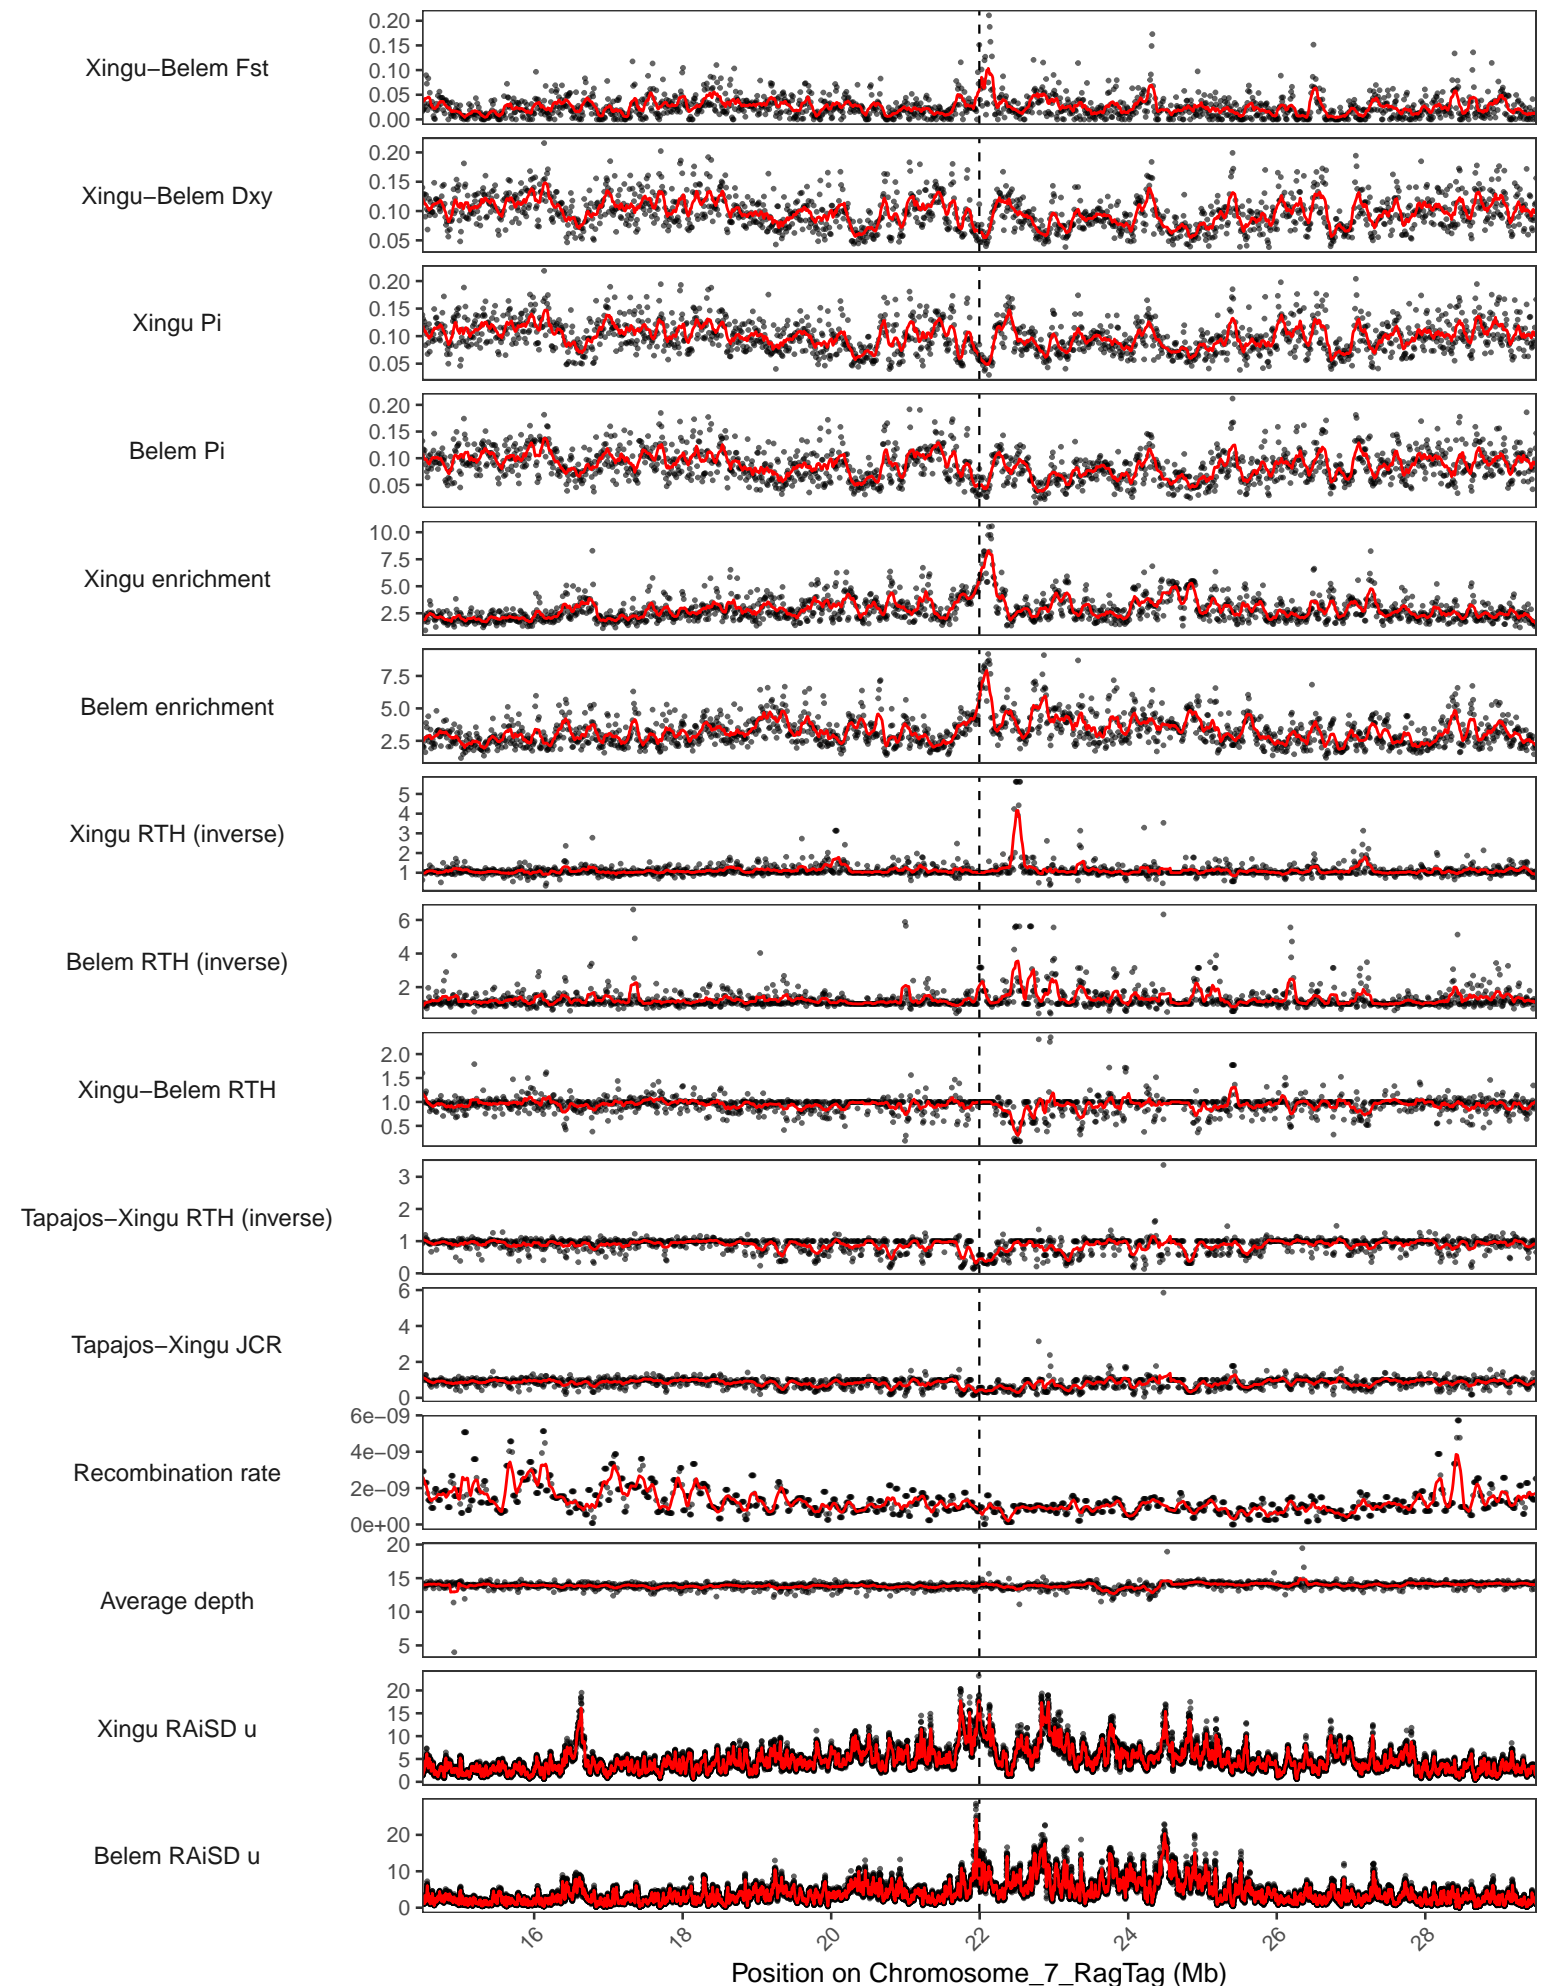 Xingu−Belem Fst
0.20
0.15
0.10
0.05
0.00
Xingu−Belem Dxy
0.20
0.15
0.10
0.05
Xingu Pi
0.20
0.15
0.10
0.05
Belem Pi
0.20
0.15
0.10
0.05
Xingu enrichment
10.0
7.5
5.0
2.5
Belem enrichment
7.5
5.0
2.5
Xingu RTH (inverse)
5
4
3
2
1
Belem RTH (inverse)
6
4
2
Xingu−Belem RTH
2.0
1.5
1.0
0.5
Tapajos−Xingu RTH (inverse)
3
2
1
0
Tapajos−Xingu JCR
6
4
2
0
Recombination rate
6e−09
4e−09
2e−09
0e+00
Average depth
20
15
10
5
Xingu RAiSD u
20
15
10
5
0
Belem RAiSD u
20
10
0
16 18 20 22 24 26 28
Position on Chromosome_7_RagTag (Mb)